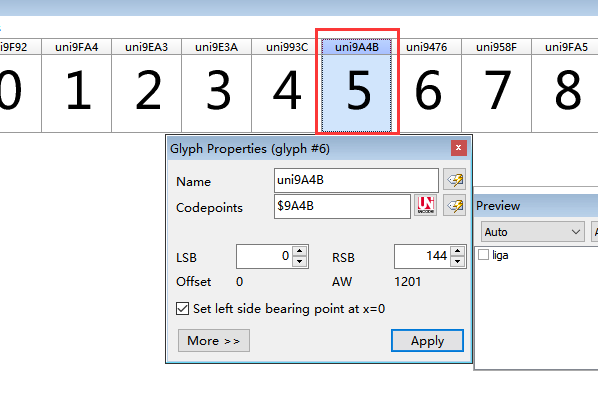 uni9F92 uni9FA4 uni9EA3 uni9E3A uni993C uni9A4B uni9476 uni958F uni9FA5
0 1 2 3 4 5 6 7 8
Glyph Properties (glyph #6) x
Name uni9A4B
Codepoints $9A4B UN
LSB 0 RSB 144
Offset 0 AW 1201
Set left side bearing point at x=0
More >> Apply
Preview
Auto A
liga